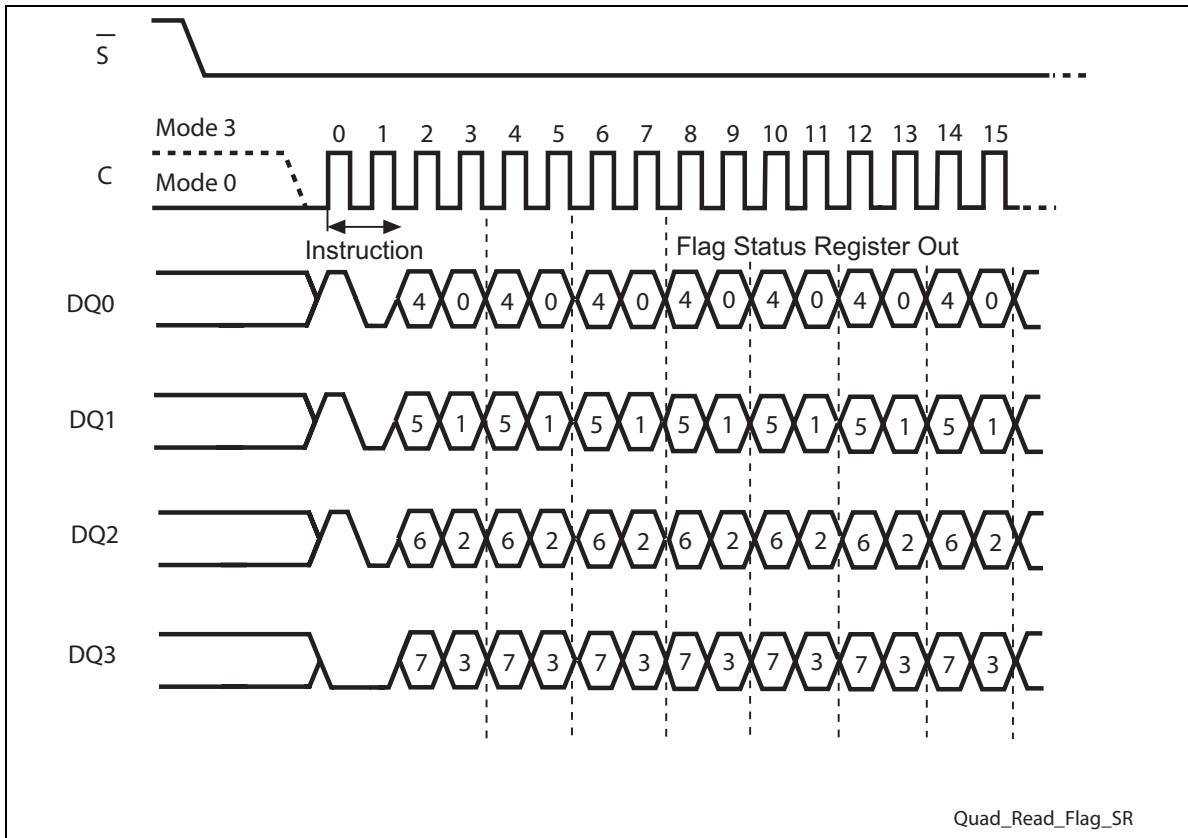 S
Mode 3
0 1 2 3 4 5 6 7 8 9 10 11 12 13 14 15
C
Mode 0
Instruction
Flag Status Register Out
DQ0
4 0 4 0 4 0 4 0 4 0 4 0 4 0
DQ1
5 1 5 1 5 1 5 1 5 1 5 1 5 1
DQ2
6 2 6 2 6 2 6 2 6 2 6 2 6 2
DQ3
7 3 7 3 7 3 7 3 7 3 7 3 7 3
Quad_Read_Flag_SR